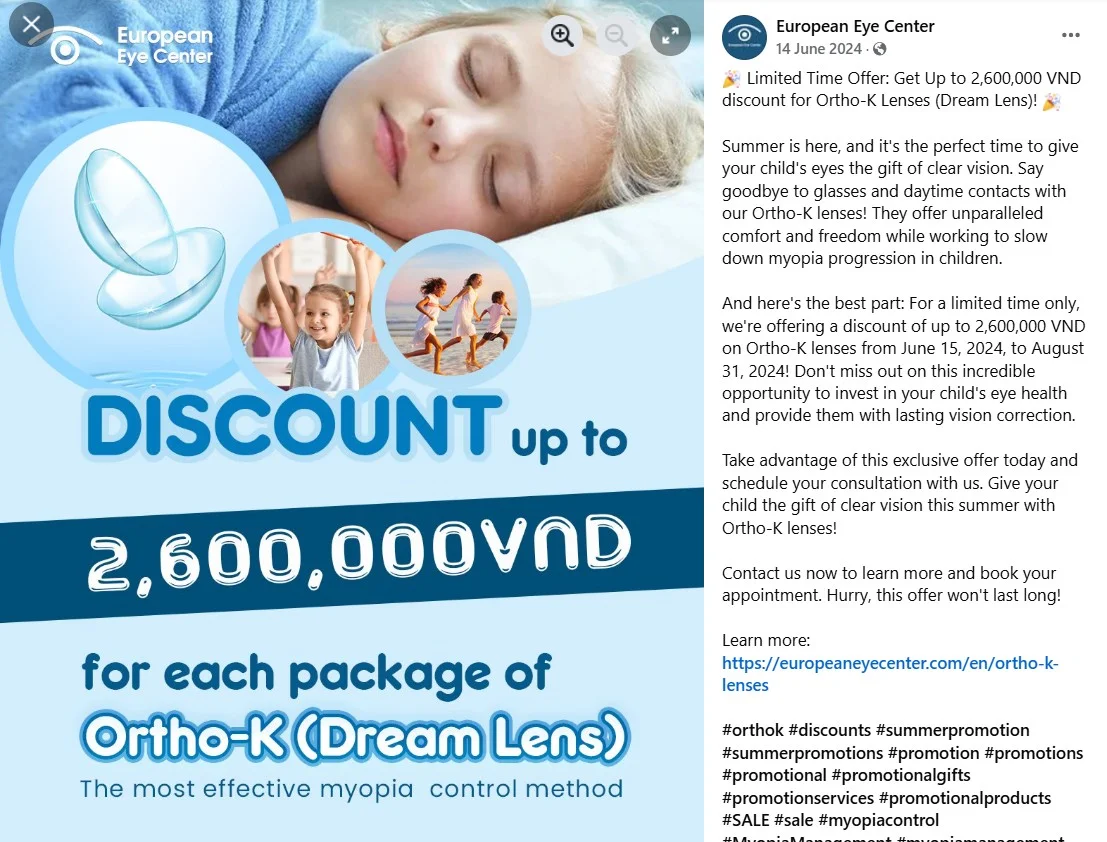 European
Eye Center
DISCOUNT up to
2,600,000VND
for each package of
Ortho-K (Dream Lens)
The most effective myopia control method
European Eye Center
14 June 2024 ·
Limited Time Offer: Get Up to 2,600,000 VND
discount for Ortho-K Lenses (Dream Lens)!
Summer is here, and it's the perfect time to give
your child's eyes the gift of clear vision. Say
goodbye to glasses and daytime contacts with
our Ortho-K lenses! They offer unparalleled
comfort and freedom while working to slow
down myopia progression in children.
And here's the best part: For a limited time only,
we're offering a discount of up to 2,600,000 VND
on Ortho-K lenses from June 15, 2024, to August
31, 2024! Don't miss out on this incredible
opportunity to invest in your child's eye health
and provide them with lasting vision correction.
Take advantage of this exclusive offer today and
schedule your consultation with us. Give your
child the gift of clear vision this summer with
Ortho-K lenses!
Contact us now to learn more and book your
appointment. Hurry, this offer won't last long!
Learn more:
https://europeaneyecenter.com/en/ortho-k-
lenses
#orthok #discounts #summerpromotion
#summerpromotions #promotion #promotions
#promotional #promotionalgifts
#promotionservices #promotionalproducts
#SALE #sale #myopiacontrol
#MyopiaManagement #myopiamanagement